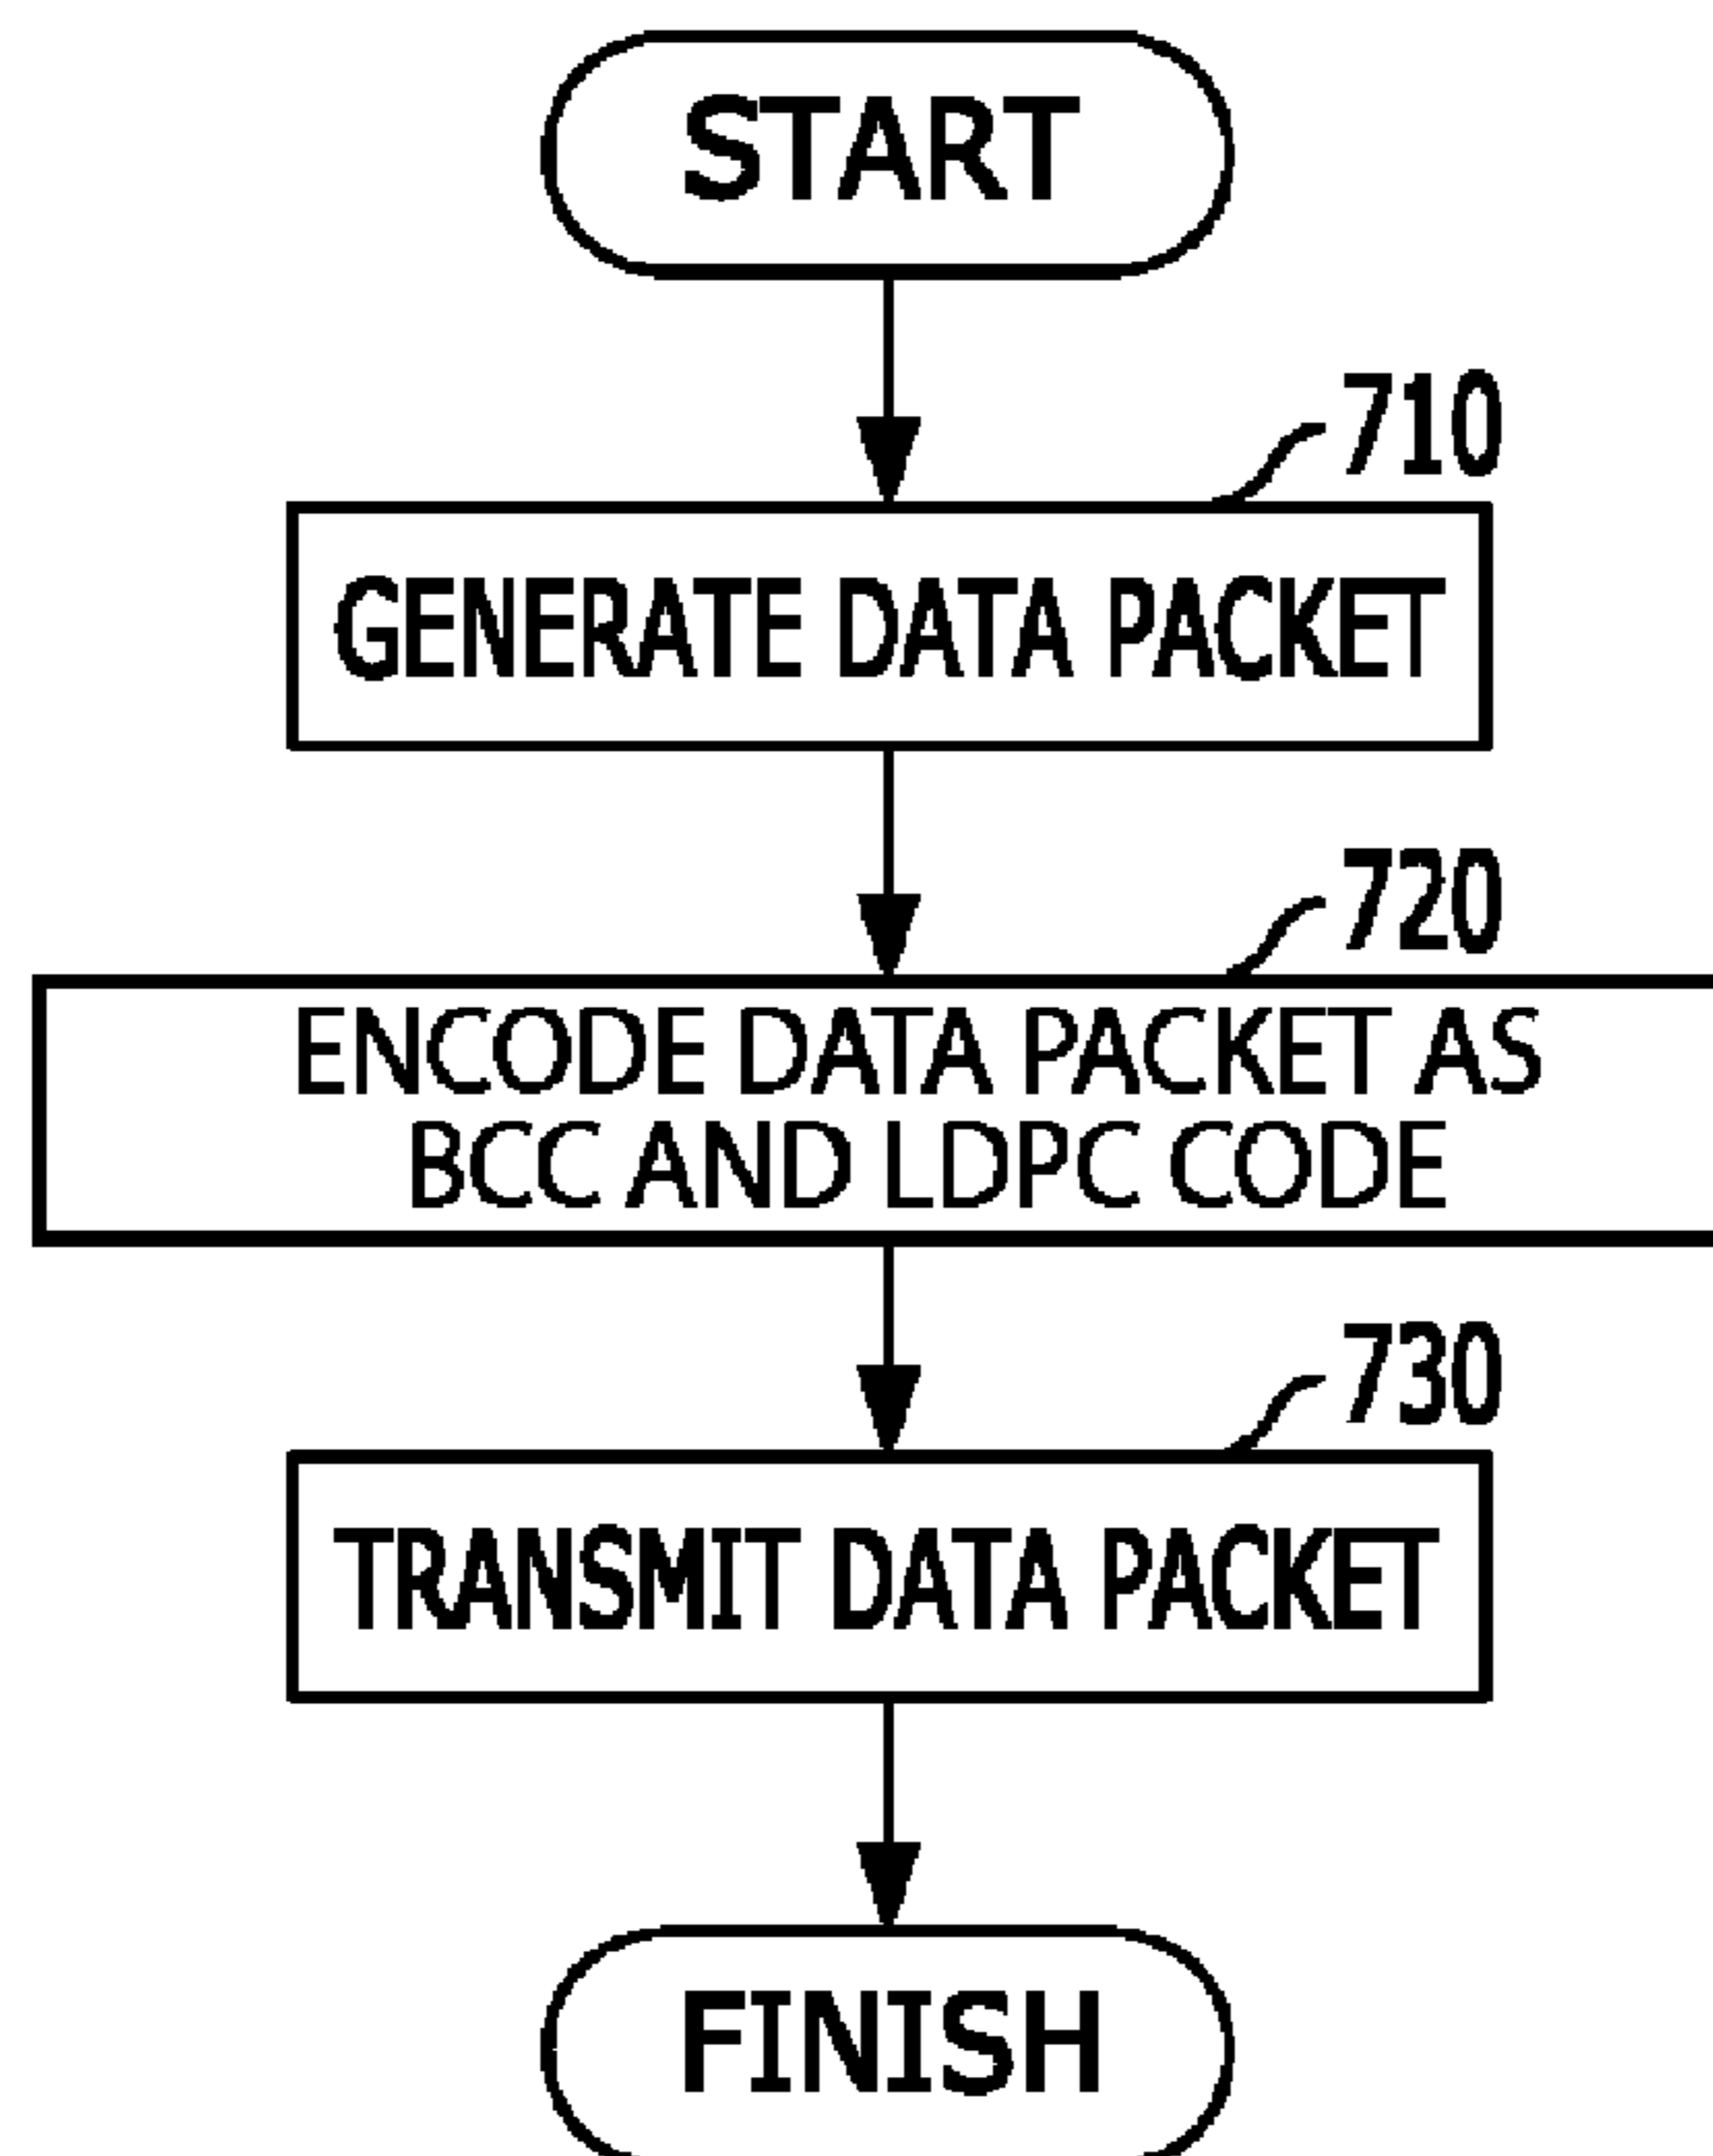 START
710
GENERATE DATA PACKET
720
ENCODE DATA PACKET AS
BCC AND LDPC CODE
730
TRANSMIT DATA PACKET
FINISH